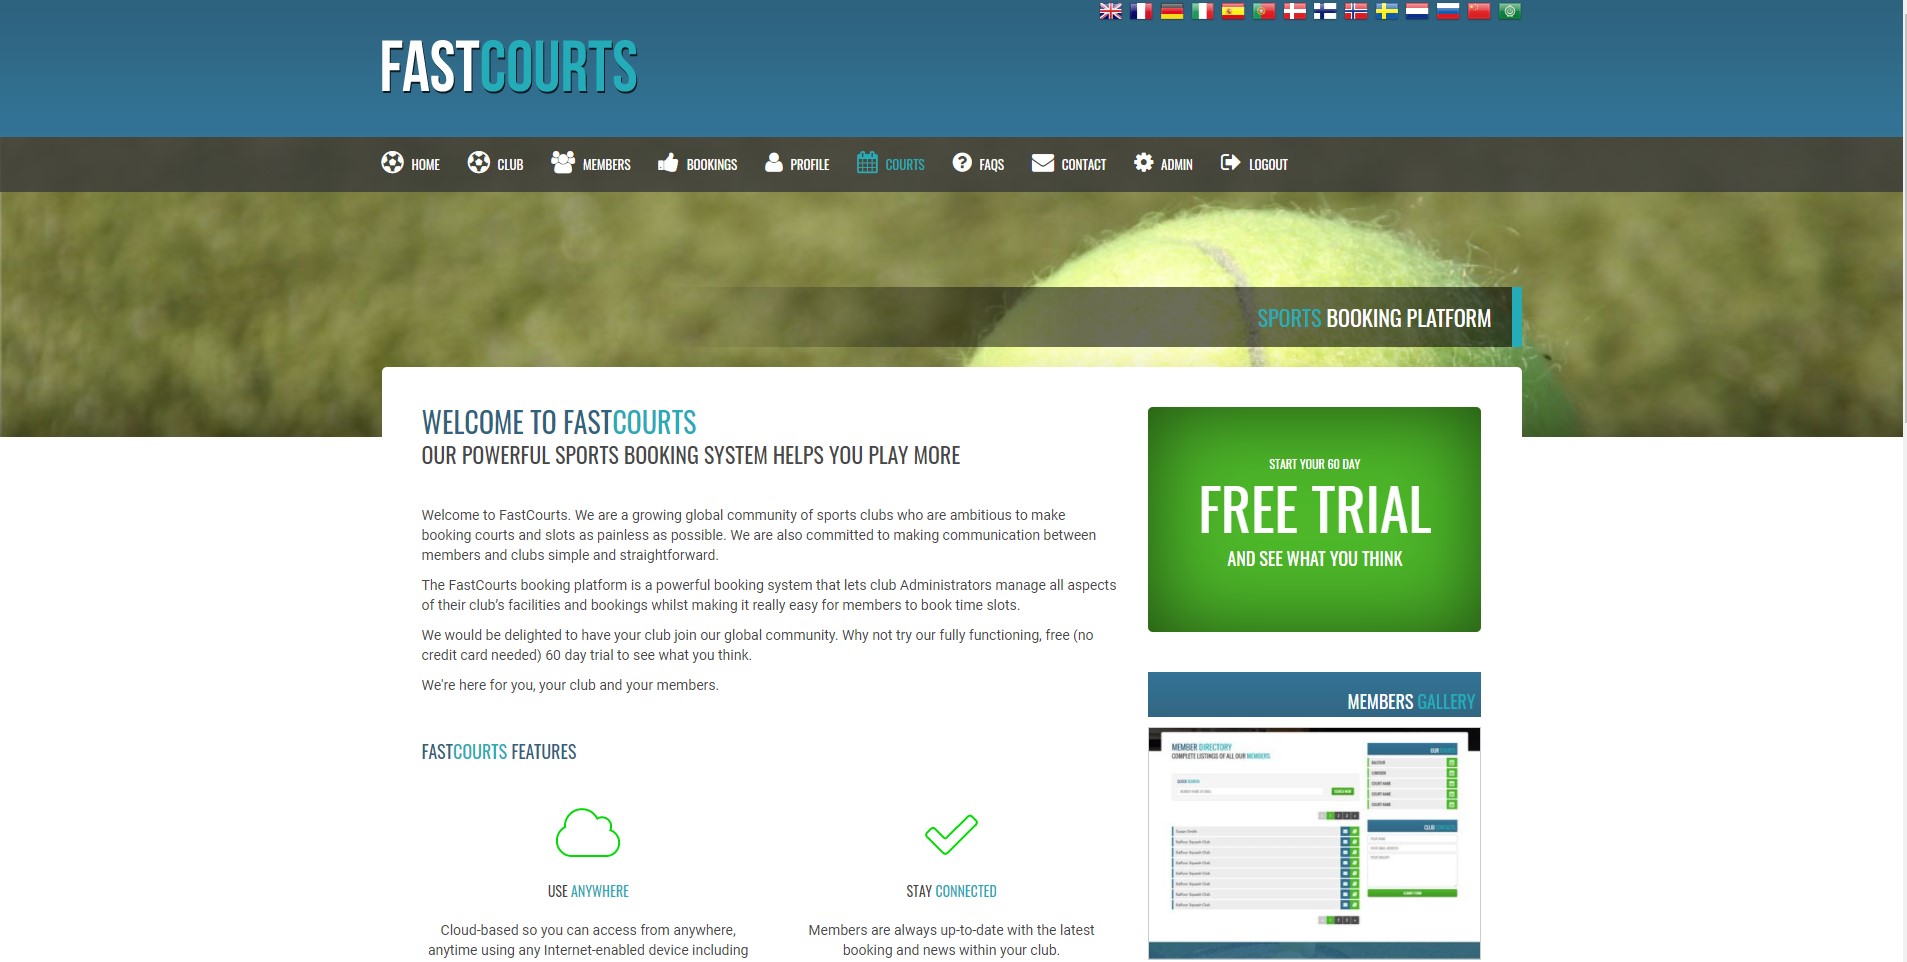 FASTCOURTS
HOME CLUB MEMBERS BOOKINGS PROFILE COURTS FAQS CONTACT ADMIN LOGOUT
SPORTS BOOKING PLATFORM
WELCOME TO FASTCOURTS
OUR POWERFUL SPORTS BOOKING SYSTEM HELPS YOU PLAY MORE
Welcome to FastCourts. We are a growing global community of sports clubs who are ambitious to make
booking courts and slots as painless as possible. We are also committed to making communication between
members and clubs simple and straightforward.
The FastCourts booking platform is a powerful booking system that lets club Administrators manage all aspects
of their club's facilities and bookings whilst making it really easy for members to book time slots.
We would be delighted to have your club join our global community. Why not try our fully functioning, free (no
credit card needed) 60 day trial to see what you think.
We're here for you, your club and your members.
FASTCOURTS FEATURES
USE ANYWHERE
Cloud-based so you can access from anywhere,
anytime using any Internet-enabled device including
STAY CONNECTED
Members are always up-to-date with the latest
booking and news within your club.
START YOUR 60 DAY
FREE TRIAL
AND SEE WHAT YOU THINK
MEMBERS GALLERY
MEMBER DIRECTORY
COMPLETE LISTINGS OF ALL OUR MEMBERS